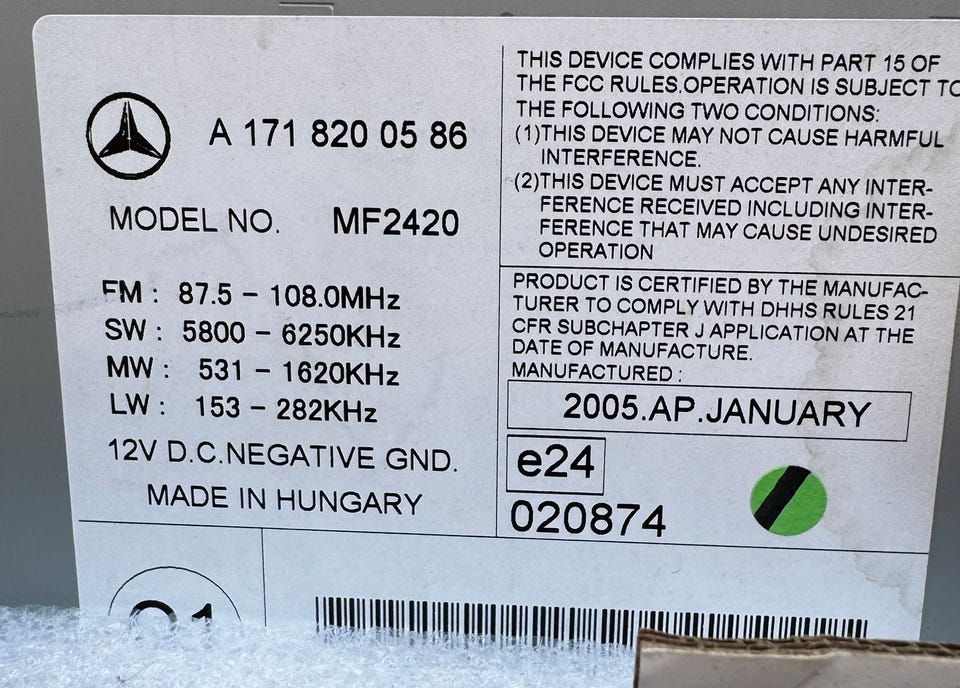 A 171 820 05 86
MODEL NO. MF2420
FM : 87.5 – 108.0MHz
SW : 5800 – 6250KHz
MW : 531 – 1620KHz
LW : 153 – 282KHz
12V D.C.NEGATIVE GND.
MADE IN HUNGARY
THIS DEVICE COMPLIES WITH PART 15 OF
THE FCC RULES.OPERATION IS SUBJECT TO
THE FOLLOWING TWO CONDITIONS:
(1)THIS DEVICE MAY NOT CAUSE HARMFUL
INTERFERENCE.
(2)THIS DEVICE MUST ACCEPT ANY INTER-
FERENCE RECEIVED INCLUDING INTER-
FERENCE THAT MAY CAUSE UNDESIRED
OPERATION
PRODUCT IS CERTIFIED BY THE MANUFAC-
TURER TO COMPLY WITH DHHS RULES 21
CFR SUBCHAPTER J APPLICATION AT THE
DATE OF MANUFACTURE.
MANUFACTURED :
2005.AP.JANUARY
e24
020874